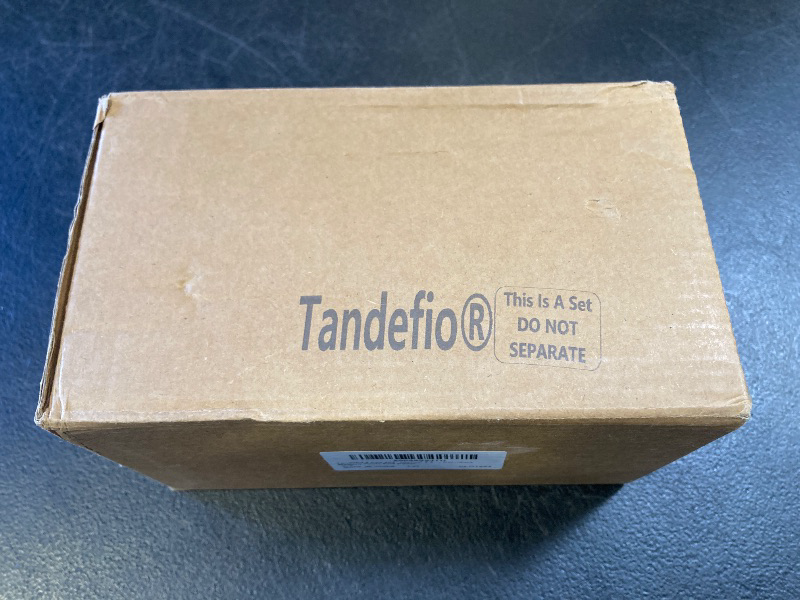 Tandefio®
This Is A Set
DO NOT
SEPARATE